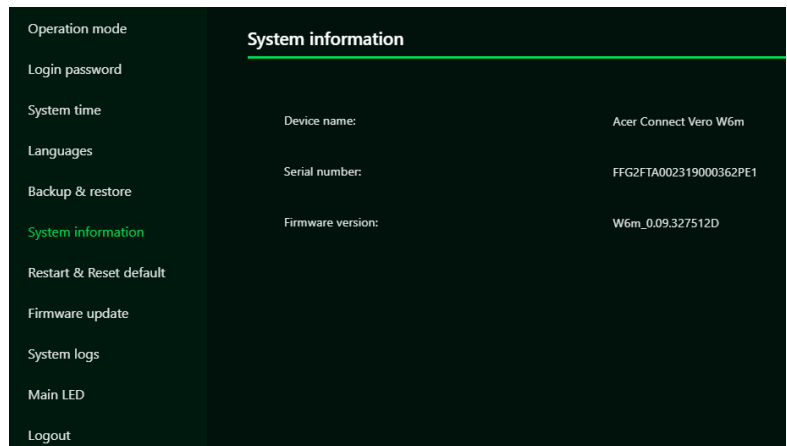 Operation mode
Login password
System time
Languages
Backup & restore
System information
Restart & Reset default
Firmware update
System logs
Main LED
Logout
System information
Device name: Acer Connect Vero W6m
Serial number: FFG2FTA002319000362PE1
Firmware version: W6m_0.09.327512D